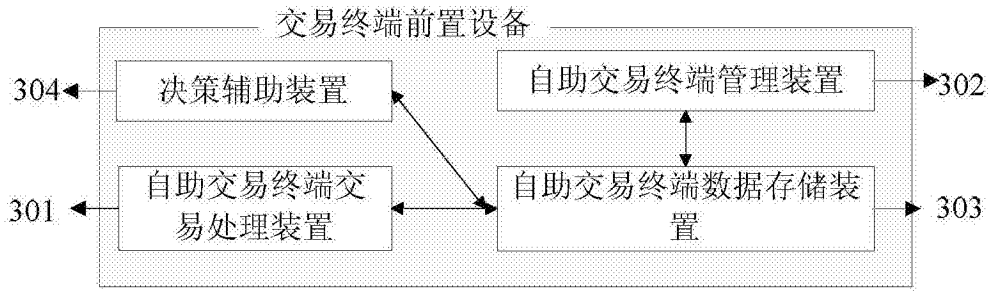 交易终端前置设备
304
决策辅助装置
自助交易终端管理装置
302
301
自助交易终端交
易处理装置
自助交易终端数据存储装
置
303